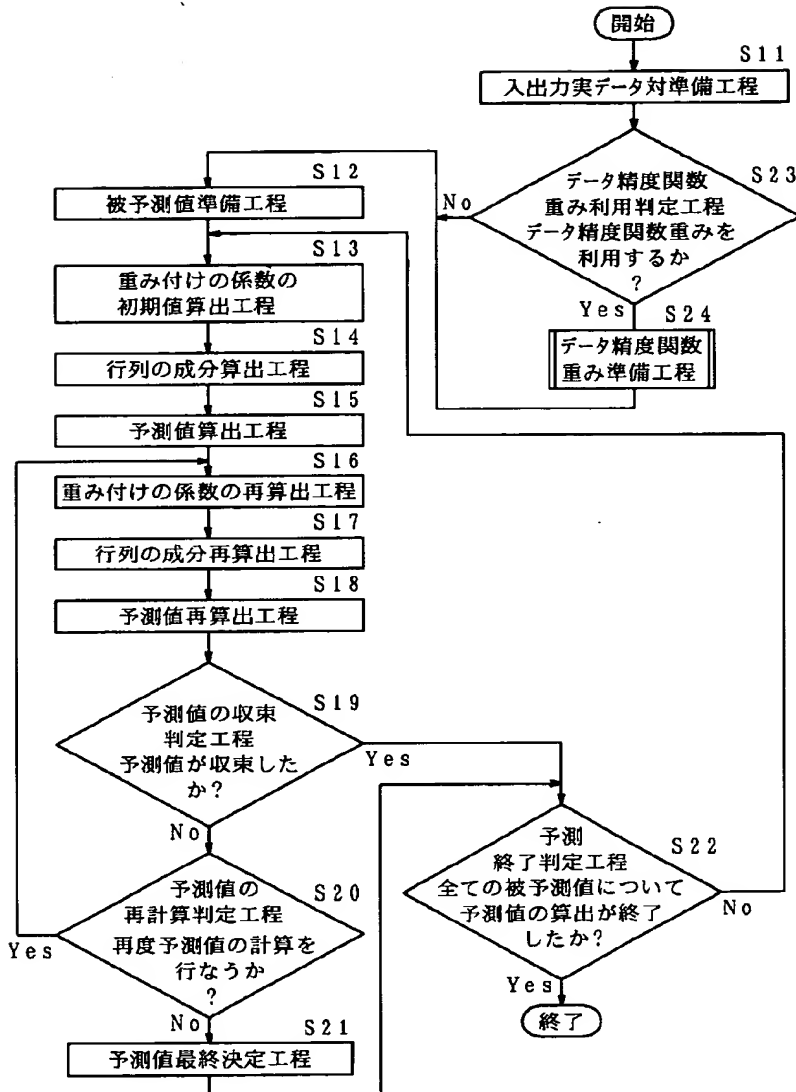 開始
S11
入出力実データ対準備工程
S23
データ精度関数
重み利用判定工程
データ精度関数重みを
利用するか
?
No
Yes
S24
データ精度関数
重み準備工程
S12
被予測値準備工程
S13
重み付けの係数の
初期値算出工程
S14
行列の成分算出工程
S15
予測値算出工程
S16
重み付けの係数の再算出工程
S17
行列の成分再算出工程
S18
予測値再算出工程
S19
予測値の収束
判定工程
予測値が収束した
か?
Yes
No
S20
予測値の
再計算判定工程
再度予測値の計算を
行なうか
?
Yes
No
S21
予測値最終決定工程
S22
予測
終了判定工程
全ての被予測値について
予測値の算出が終了
したか?
No
Yes
終了